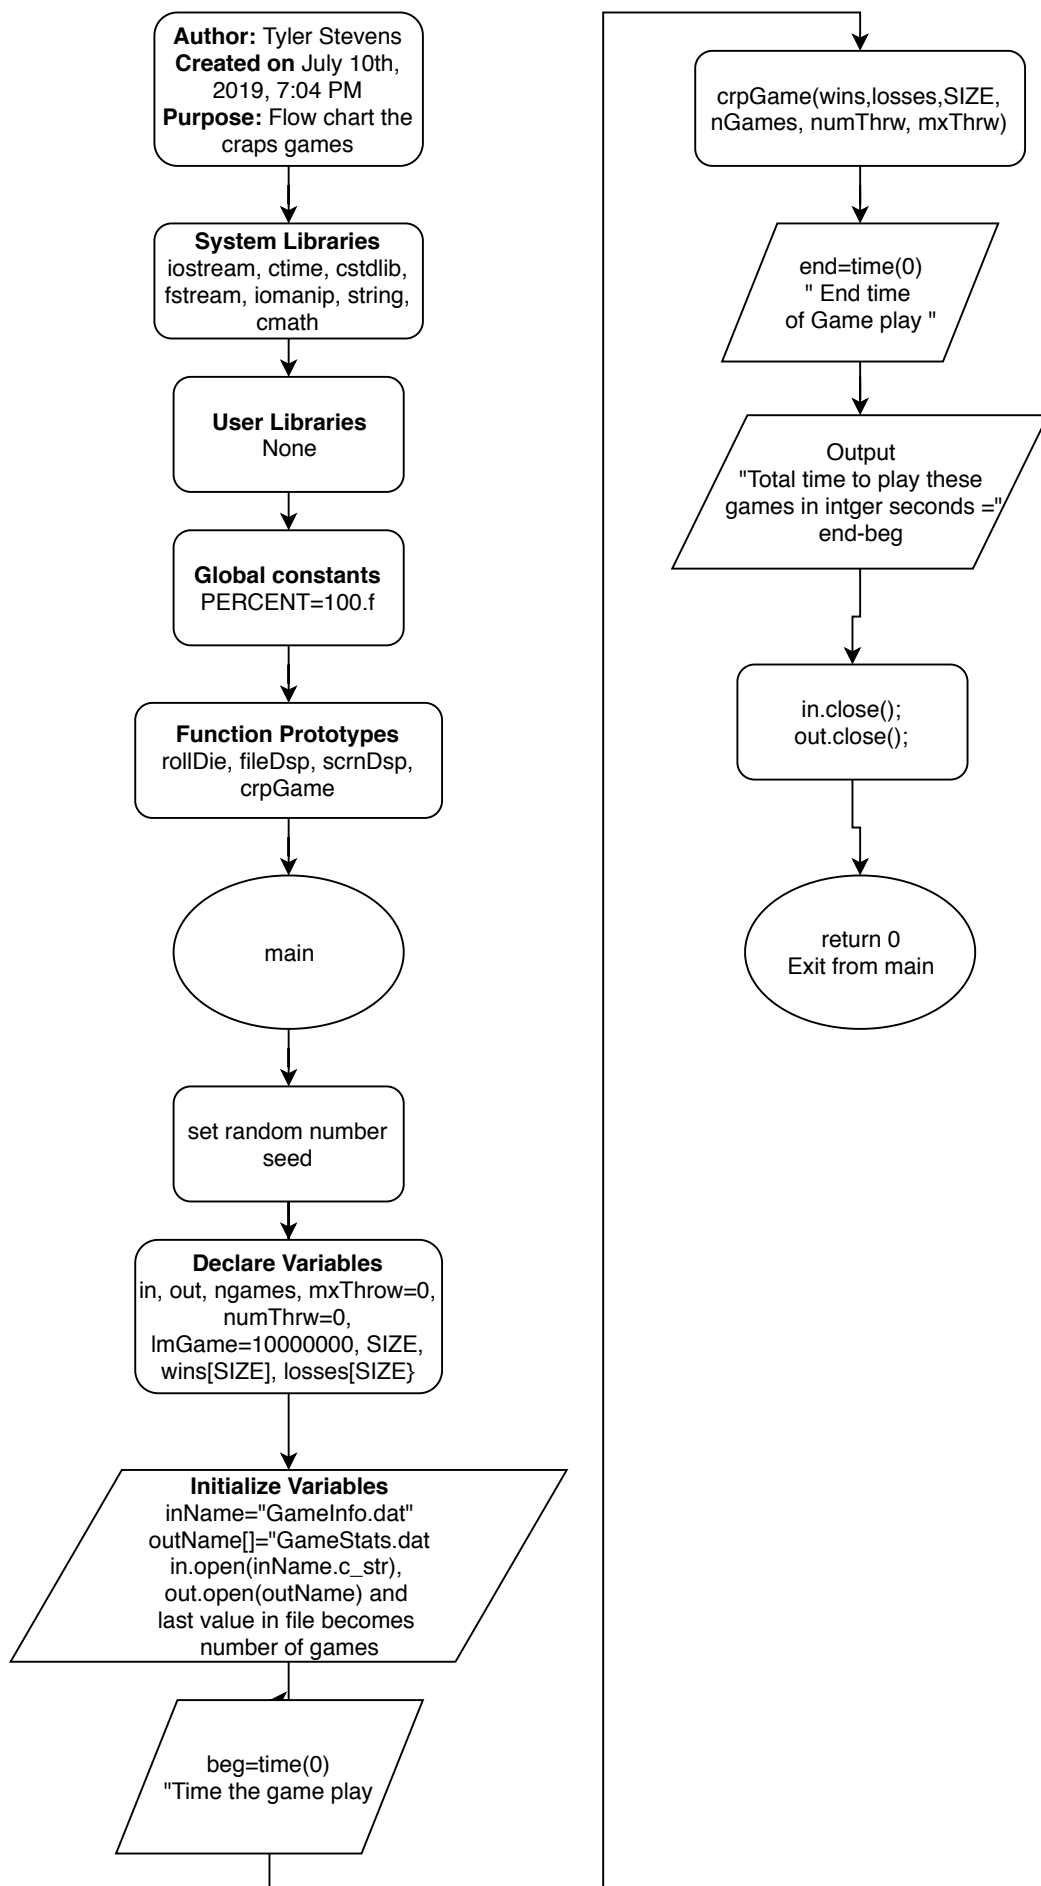 Author: Tyler Stevens
Created on July 10th,
2019, 7:04 PM
Purpose: Flow chart the
craps games
System Libraries
iostream, ctime, cstdlib,
fstream, iomanip, string,
cmath
User Libraries
None
Global constants
PERCENT=100.f
Function Prototypes
rollDie, fileDsp, scrnDsp,
crpGame
main
set random number
seed
Declare Variables
in, out, ngames, mxThrow=0,
numThrw=0,
lmGame=10000000, SIZE,
wins[SIZE], losses[SIZE}
Initialize Variables
inName="GameInfo.dat"
outName[]="GameStats.dat
in.open(inName.c_str),
out.open(outName) and
last value in file becomes
number of games
beg=time(0)
"Time the game play
crpGame(wins,losses,SIZE,
nGames, numThrw, mxThrw)
end=time(0)
" End time
of Game play "
Output
"Total time to play these
games in intger seconds ="
end-beg
in.close();
out.close();
return 0
Exit from main